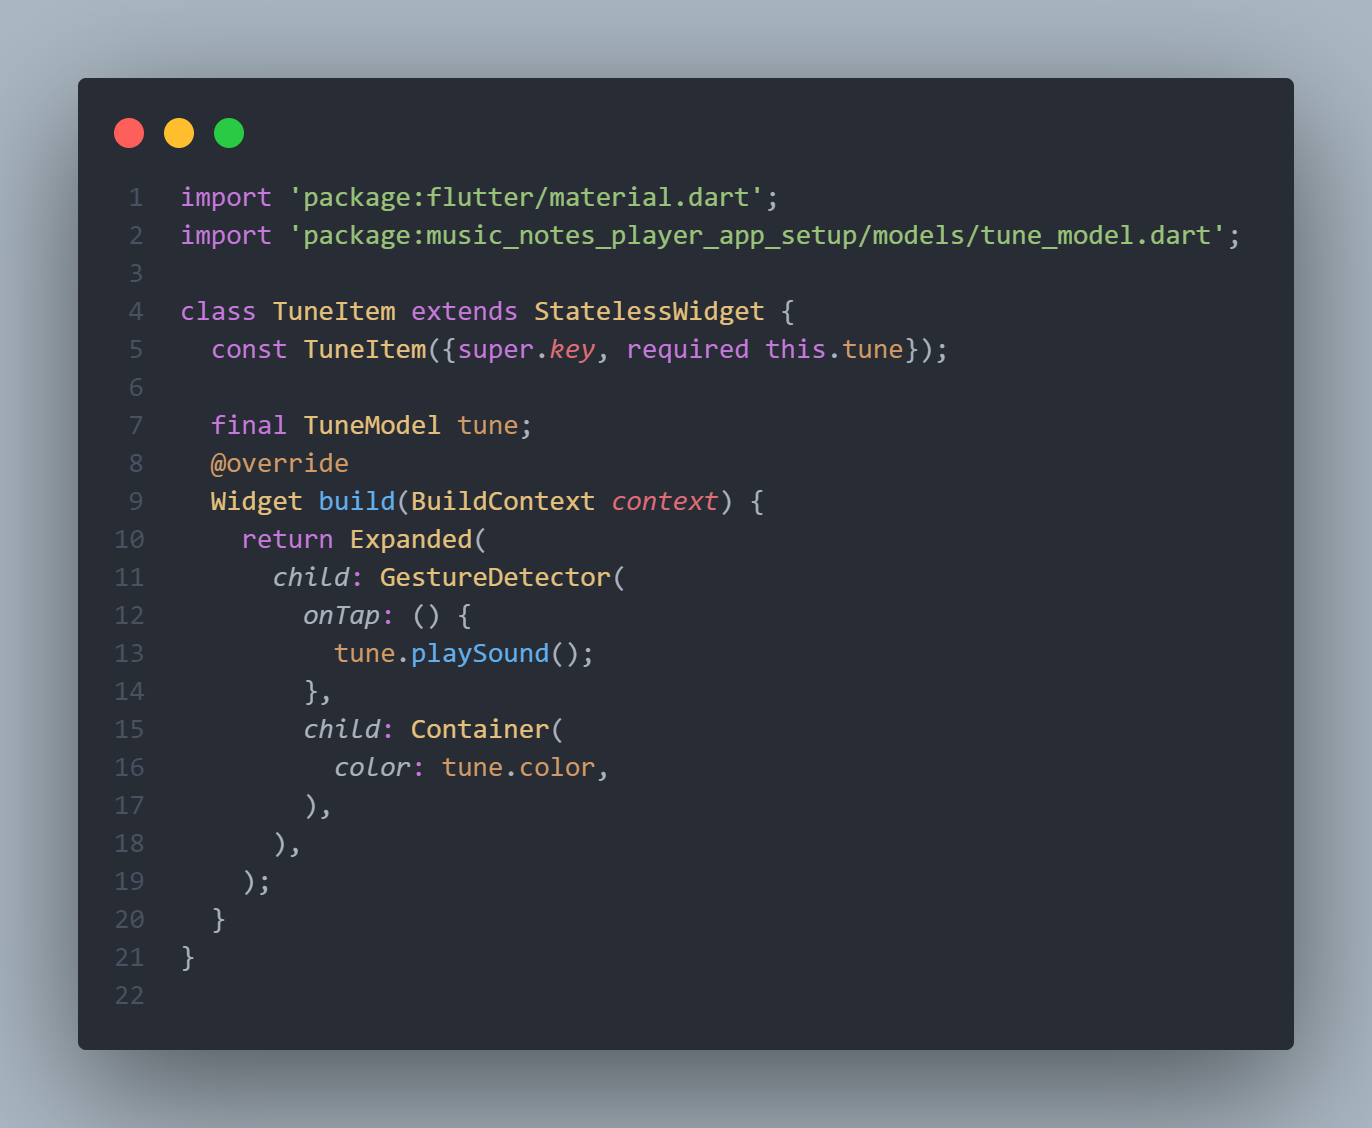 1 import 'package:flutter/material.dart';
2 import 'package:music_notes_player_app_setup/models/tune_model.dart';
3
4 class TuneItem extends StatelessWidget {
5   const TuneItem({super.key, required this.tune});
6
7   final TuneModel tune;
8   @override
9   Widget build(BuildContext context) {
10     return Expanded(
11       child: GestureDetector(
12         onTap: () {
13           tune.playSound();
14         },
15         child: Container(
16           color: tune.color,
17         ),
18       ),
19     );
20   }
21 }
22